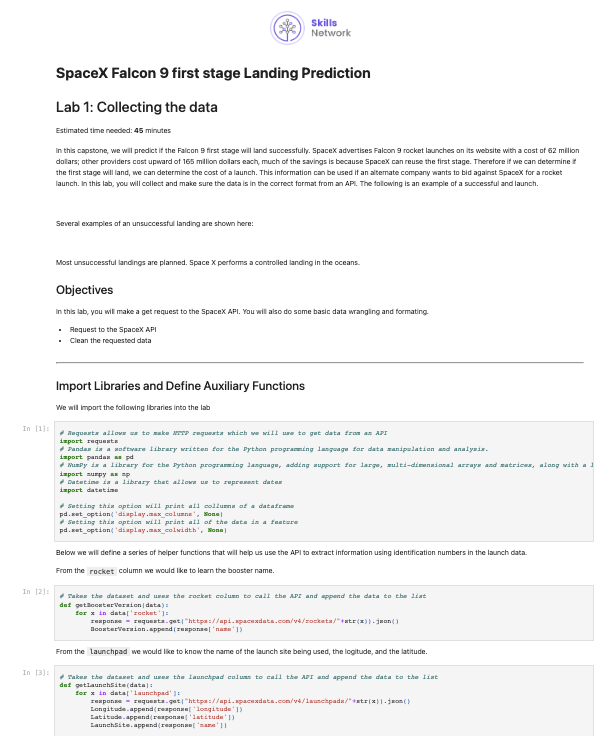 Skills
Network
SpaceX Falcon 9 first stage Landing Prediction
Lab 1: Collecting the data
Estimated time needed: 45 minutes
In this capstone, we will predict if the Falcon 9 first stage will land successfully. SpaceX advertises Falcon 9 rocket launches on its website with a cost of 62 million
dollars; other providers cost upward of 165 million dollars each, much of the savings is because SpaceX can reuse the first stage. Therefore if we can determine if
the first stage will land, we can determine the cost of a launch. This information can be used if an alternate company wants to bid against SpaceX for a rocket
launch. In this lab, you will collect and make sure the data is in the correct format from an API. The following is an example of a successful and launch.
Several examples of an unsuccessful landing are shown here:
Most unsuccessful landings are planned. Space X performs a controlled landing in the oceans.
Objectives
In this lab, you will make a get request to the SpaceX API. You will also do some basic data wrangling and formating.
• Request to the SpaceX API
• Clean the requested data
Import Libraries and Define Auxiliary Functions
We will import the following libraries into the lab
In [1]:
# Requests allows us to make HTTP requests which we will use to get data from an API
import requests
# Pandas is a software library written for the Python programming language for data manipulation and analysis.
import pandas as pd
# NumPy is a library for the Python programming language, adding support for large, multi-dimensional arrays and matrices, along with a l
import numpy as np
# Datetime is a library that allows us to represent dates
import datetime
# Setting this option will print all collumns of a dataframe
pd.set_option('display.max_columns', None)
# Setting this option will print all of the data in a feature
pd.set_option('display.max_colwidth', None)
Below we will define a series of helper functions that will help us use the API to extract information using identification numbers in the launch data.
From the rocket column we would like to learn the booster name.
In [2]:
# Takes the dataset and uses the rocket column to call the API and append the data to the list
def getBoosterVersion(data):
for x in data['rocket']:
response = requests.get("https://api.spacexdata.com/v4/rockets/"+str(x)).json()
BoosterVersion.append(response['name'])
From the launchpad we would like to know the name of the launch site being used, the logitude, and the latitude.
In [3]:
# Takes the dataset and uses the launchpad column to call the API and append the data to the list
def getLaunchSite(data):
for x in data['launchpad']:
response = requests.get("https://api.spacexdata.com/v4/launchpads/"+str(x)).json()
Longitude.append(response['longitude'])
Latitude.append(response['latitude'])
LaunchSite.append(response['name'])